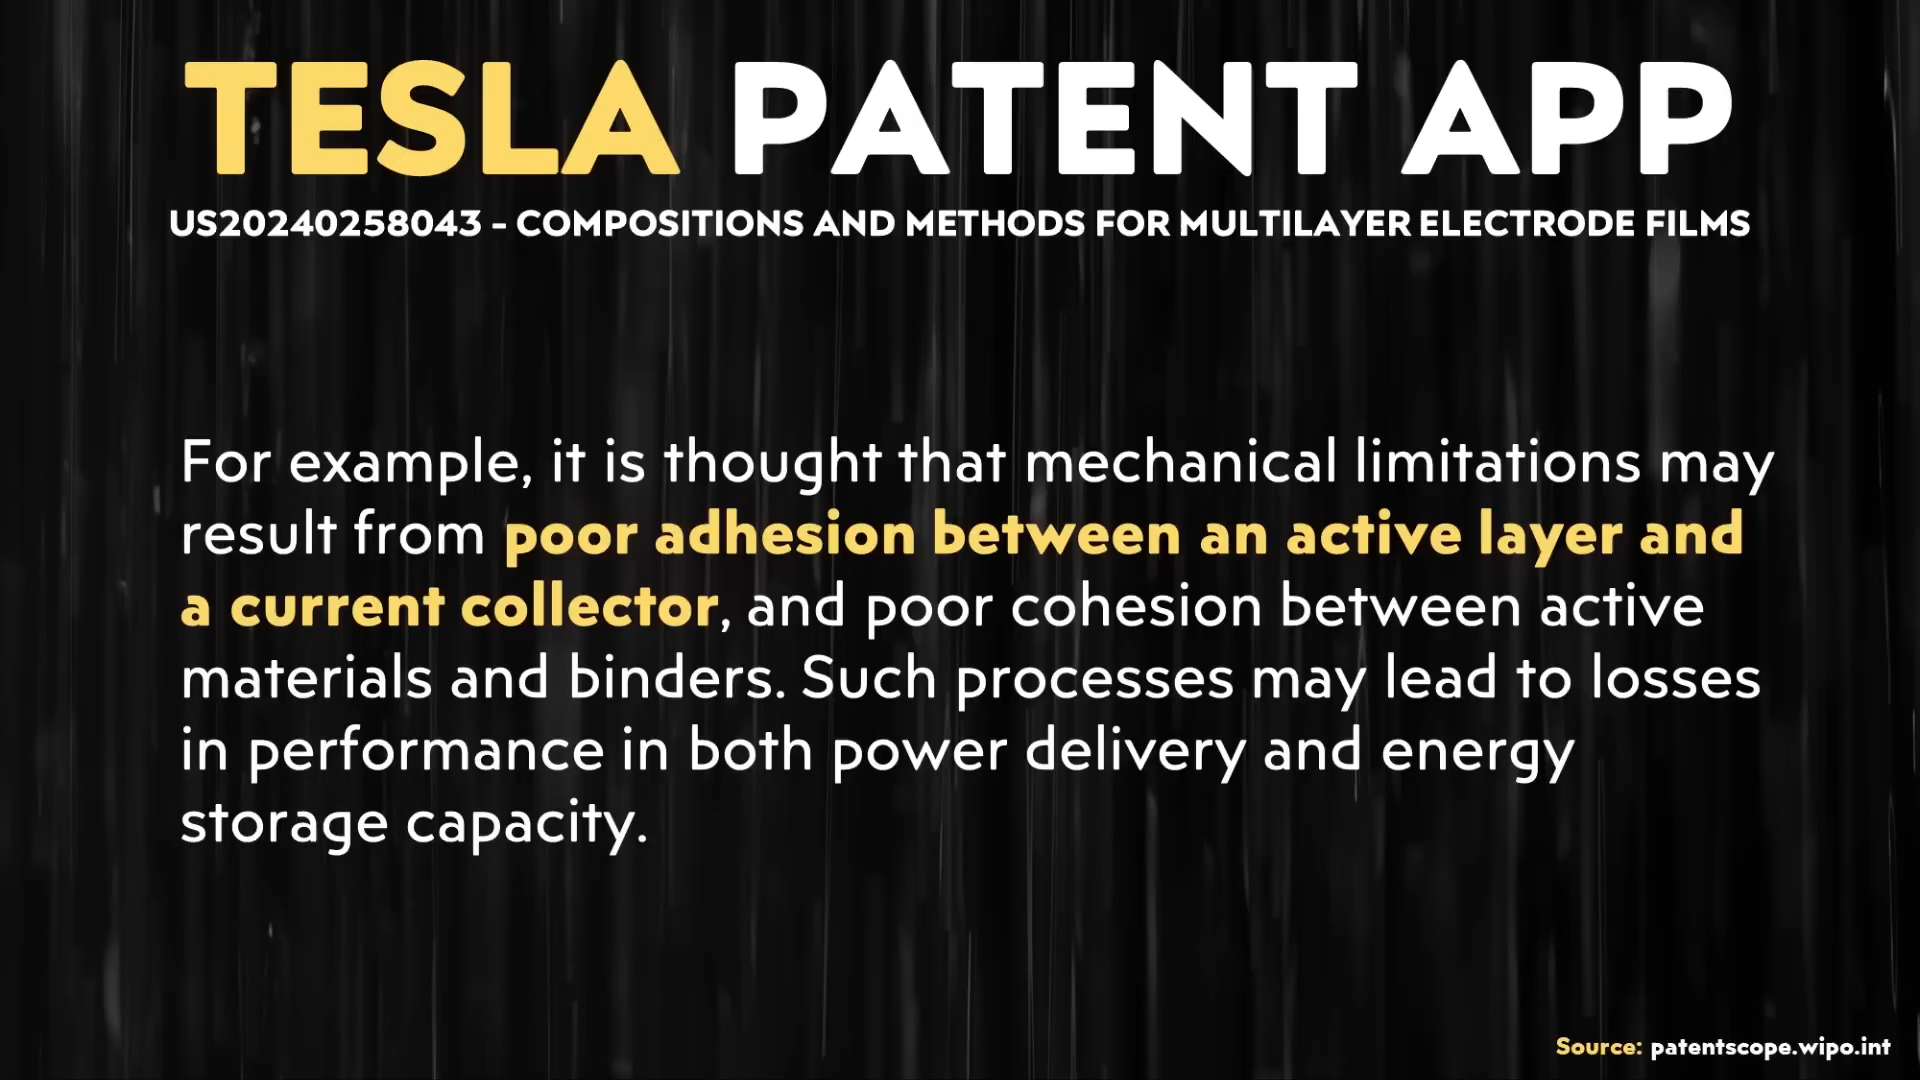 TESLA PATENT APP
US20240258043 - COMPOSITIONS AND METHODS FOR MULTILAYER ELECTRODE FILMS
For example, it is thought that mechanical limitations may
result from poor adhesion between an active layer and
a current collector, and poor cohesion between active
materials and binders. Such processes may lead to losses
in performance in both power delivery and energy
storage capacity.
Source: patentscope.wipo.int